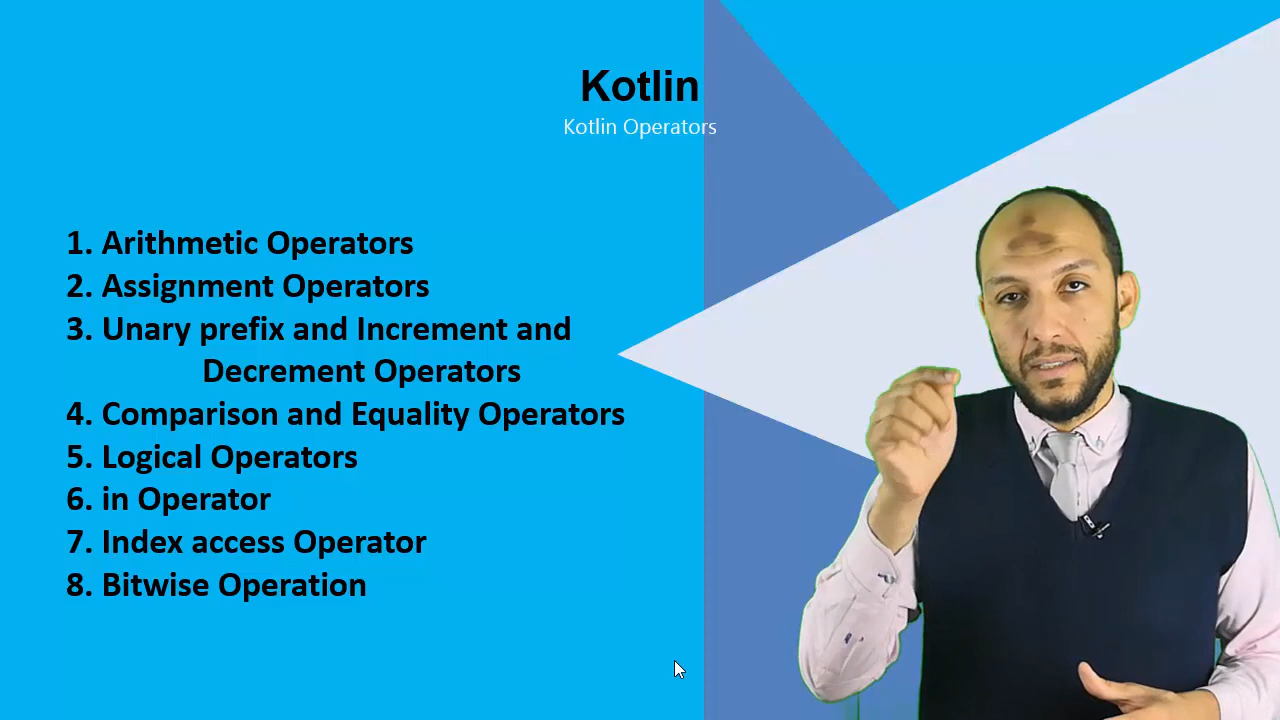 Kotlin
Kotlin Operators
1. Arithmetic Operators
2. Assignment Operators
3. Unary prefix and Increment and
Decrement Operators
4. Comparison and Equality Operators
5. Logical Operators
6. in Operator
7. Index access Operator
8. Bitwise Operation